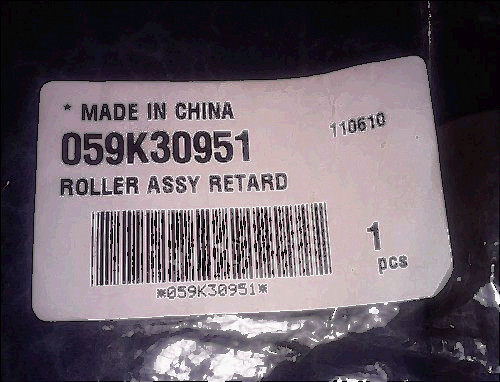 * MADE IN CHINA
110610
059K30951
ROLLER ASSY RETARD
1
pcs
*059K30951*